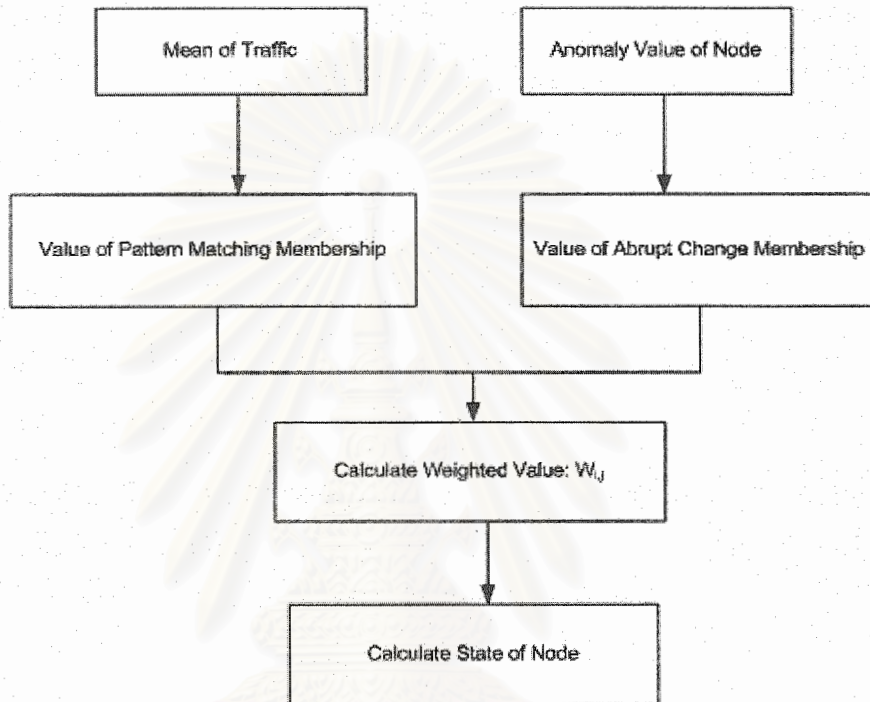 Mean of Traffic
Anomaly Value of Node
Value of Pattern Matching Membership
Value of Abrupt Change Membership
Calculate Weighted Value: Wᵢ,ⱼ
Calculate State of Node